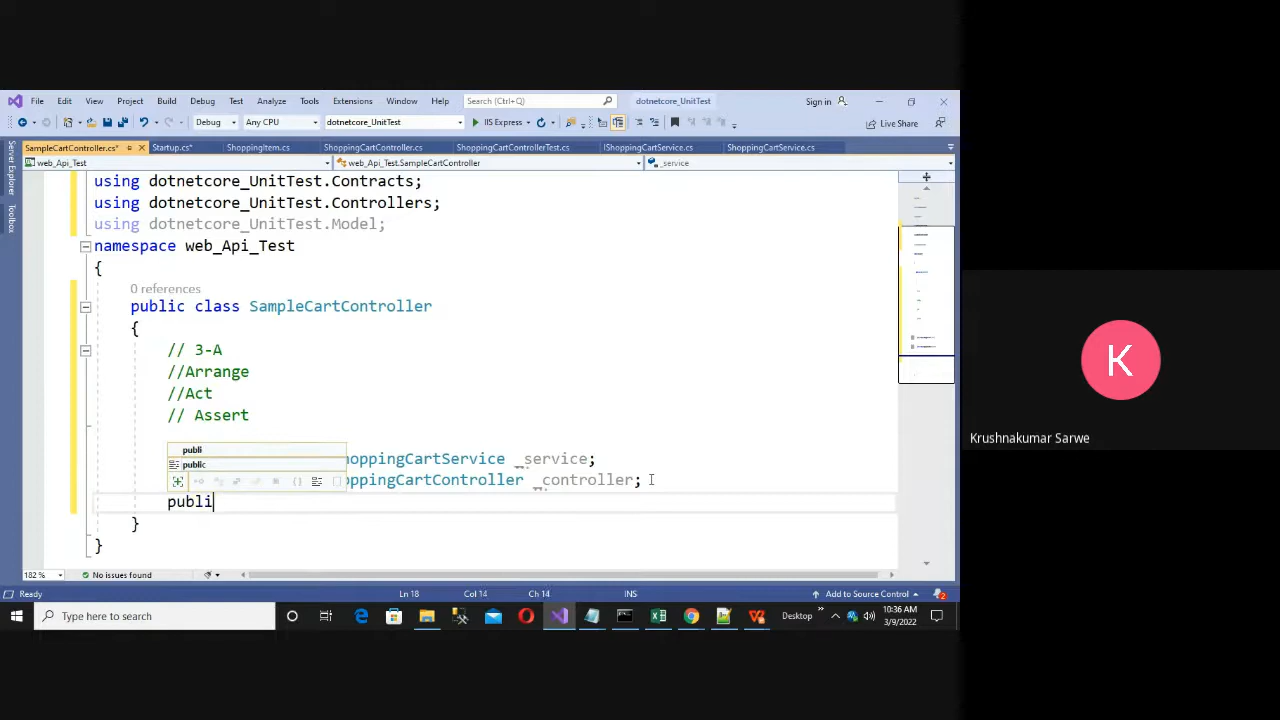 File Edit View Project Build Debug Test Analyze Tools Extensions Window Help Search (Ctrl+Q) dotnetcore_UnitTest Sign in
Debug Any CPU dotnetcore_UnitTest IIS Express Live Share
SampleCartController.cs* Startup.cs* ShoppingItem.cs ShoppingCartController.cs ShoppingCartControllerTest.cs IShoppingCartService.cs ShoppingCartService.cs
web_Api_Test web_Api_Test.SampleCartController _service
Server Explorer
Toolbox
using dotnetcore_UnitTest.Contracts;
using dotnetcore_UnitTest.Controllers;
using dotnetcore_UnitTest.Model;
namespace web_Api_Test
{
0 references
public class SampleCartController
{
// 3-A
//Arrange
//Act
// Assert
publi
public
hoppingCartService _service;
oppingCartController _controller;
publi
}
}
182 % No issues found
Ready Ln 18 Col 14 Ch 14 INS Add to Source Control 2
Type here to search Desktop 10:36 AM
3/9/2022
K
Krushnakumar Sarwe